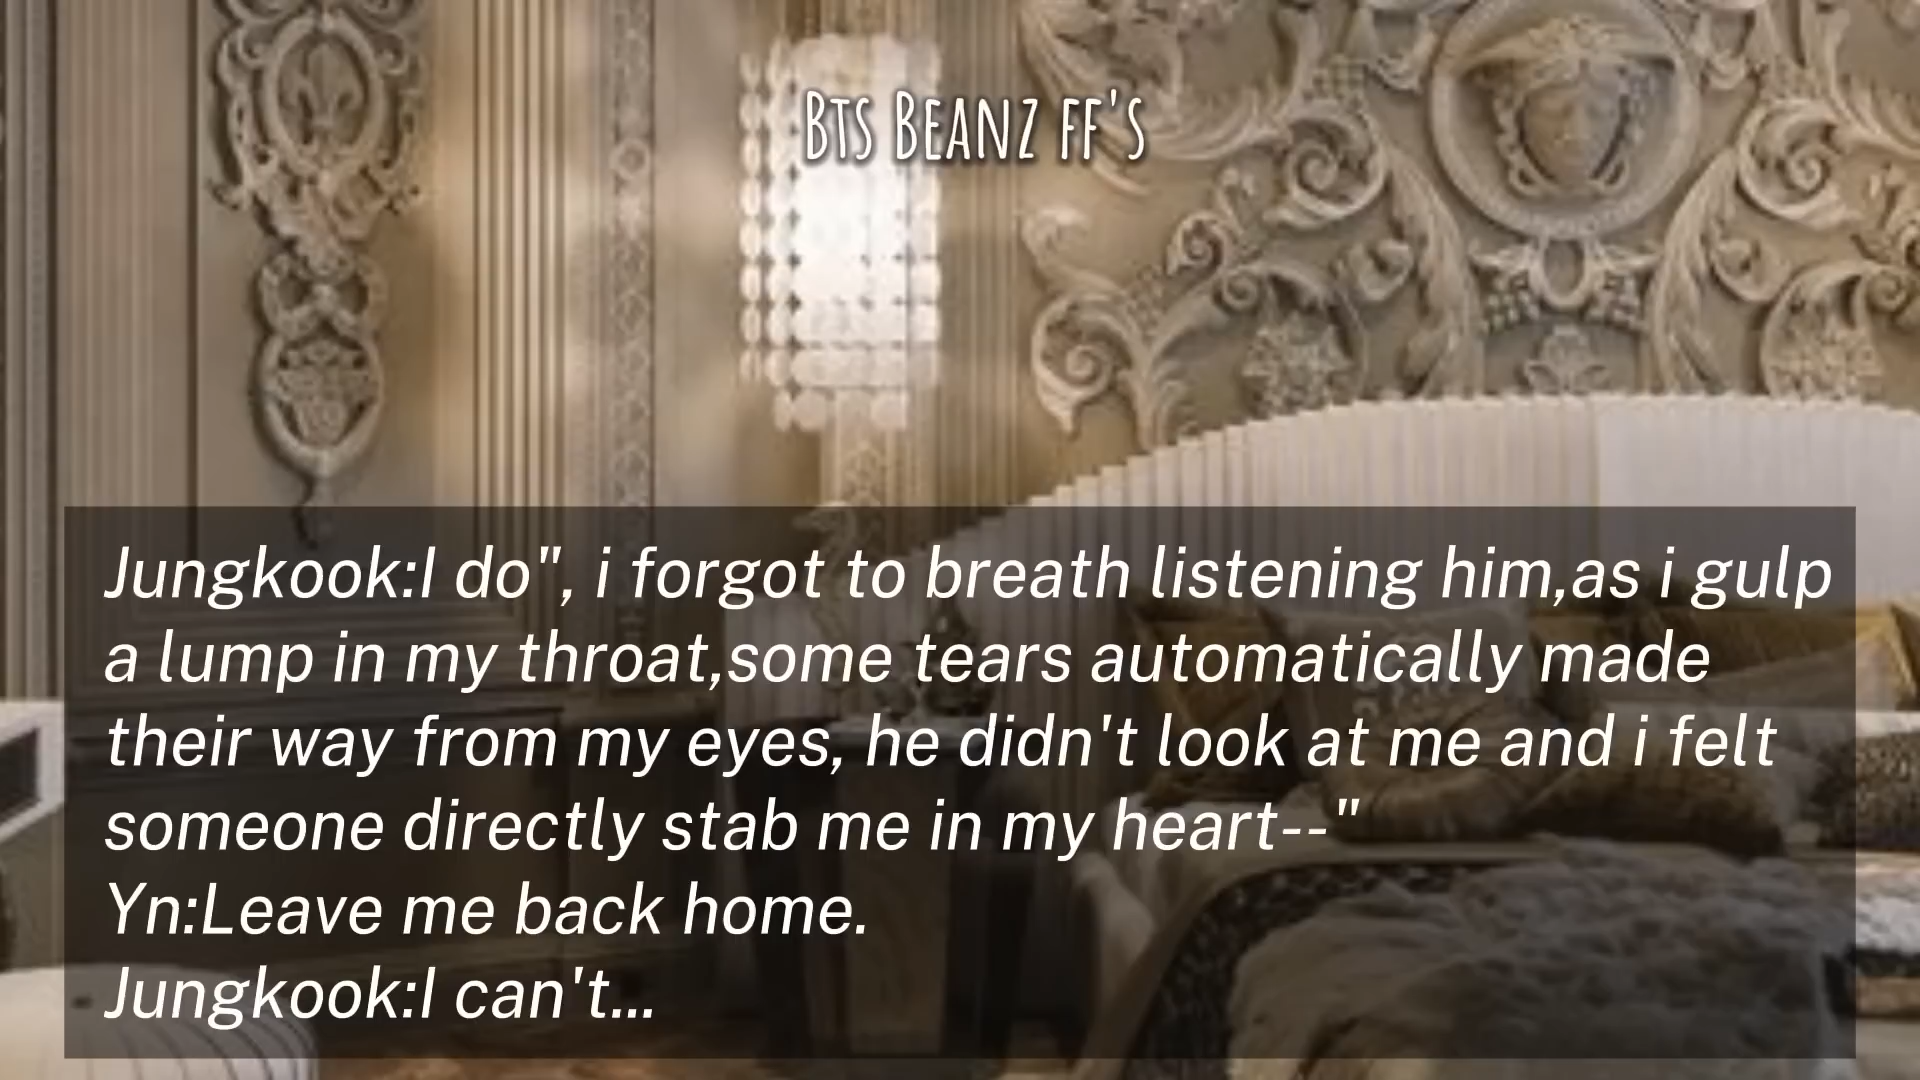 Bts Beanz ff's
Jungkook:I do", i forgot to breath listening him,as i gulp
a lump in my throat,some tears automatically made
their way from my eyes, he didn't look at me and i felt
someone directly stab me in my heart--"
Yn:Leave me back home.
Jungkook:I can't...